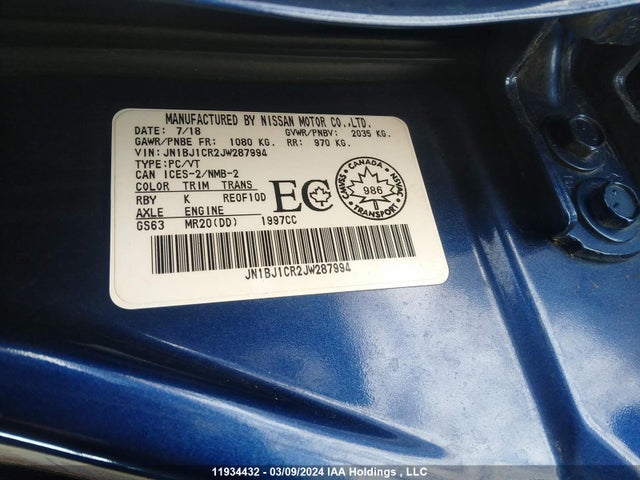 MANUFACTURED BY NISSAN MOTOR CO.,LTD.
DATE: 7/18 GVWR/PNBV: 2035 KG.
GAWR/PNBE FR: 1080 KG. RR: 970 KG.
VIN: JN1BJ1CR2JW287994
TYPE:PC/VT
CAN ICES-2/NMB-2
COLOR TRIM TRANS
RBY K RE0F10D
AXLE ENGINE
GS63 MR20(DD) 1997CC
EC
CANADA
CMVSS
986
NSVAC
TRANSPORT
JN1BJ1CR2JW287994
11934432 - 03/09/2024 IAA Holdings , LLC